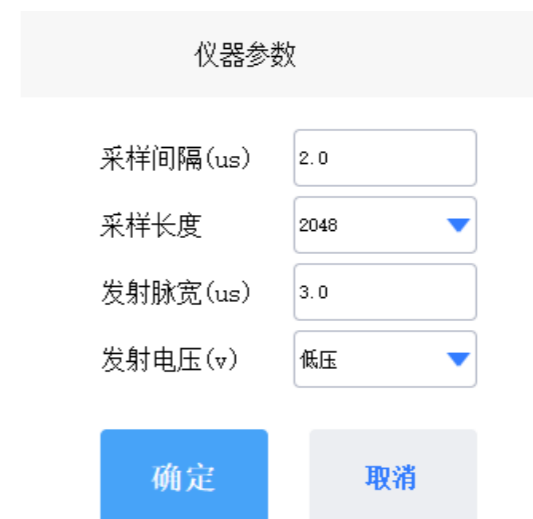 仪器参数
采样间隔(us) 2.0
采样长度 2048
发射脉宽(us) 3.0
发射电压(v) 低压
确定 取消